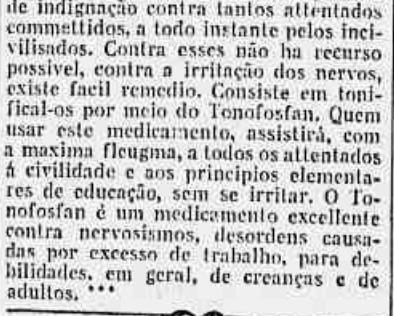 de indignação contra tantos attentados
commettidos, a todo instante pelos inci-
vilisados. Contra esses não ha recurso
possivel, contra a irritação dos nervos,
existe facil remedio. Consiste em toni-
fical-os por meio do Tonofosfan. Quem
usar este medicamento, assistirá, com
a maxima fleugma, a todos os attentados
á civilidade e aos principios elementa-
res de educação, sem se irritar. O To-
nofosfan é um medicamento excellente
contra nervosismos, desordens causa-
das por excesso de trabalho, para de-
bilidades, em geral, de creanças e de
adultos. ***